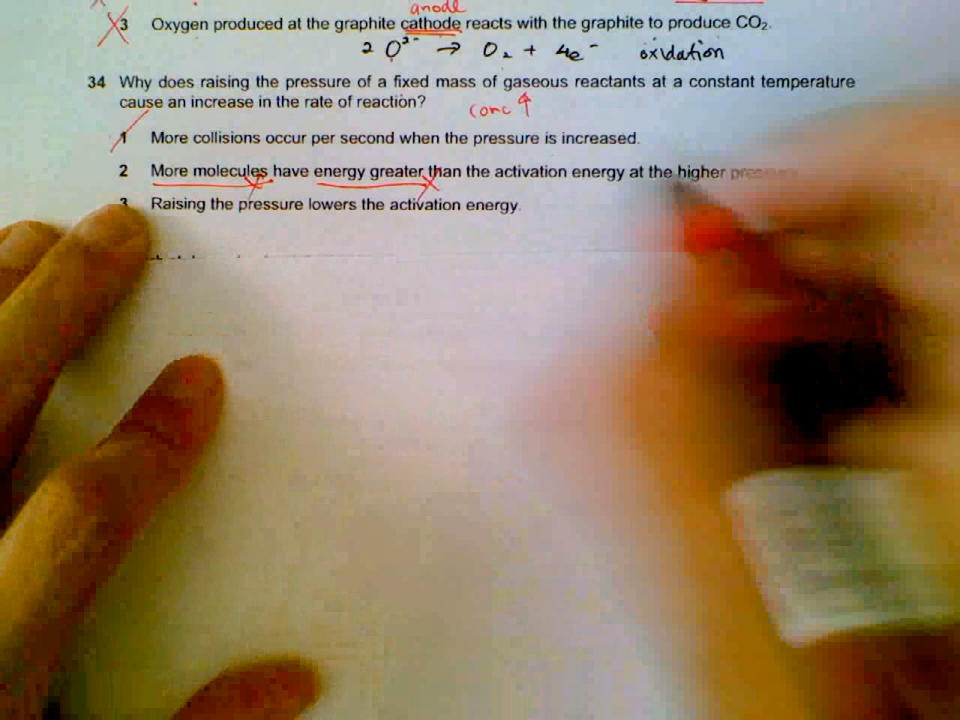 anode
3 Oxygen produced at the graphite cathode reacts with the graphite to produce CO₂.
2 O²⁻ → O₂ + 4e⁻ oxidation
34 Why does raising the pressure of a fixed mass of gaseous reactants at a constant temperature
cause an increase in the rate of reaction?
conc ↑
1 More collisions occur per second when the pressure is increased.
2 More molecules have energy greater than the activation energy at the higher
3 Raising the pressure lowers the activation energy.